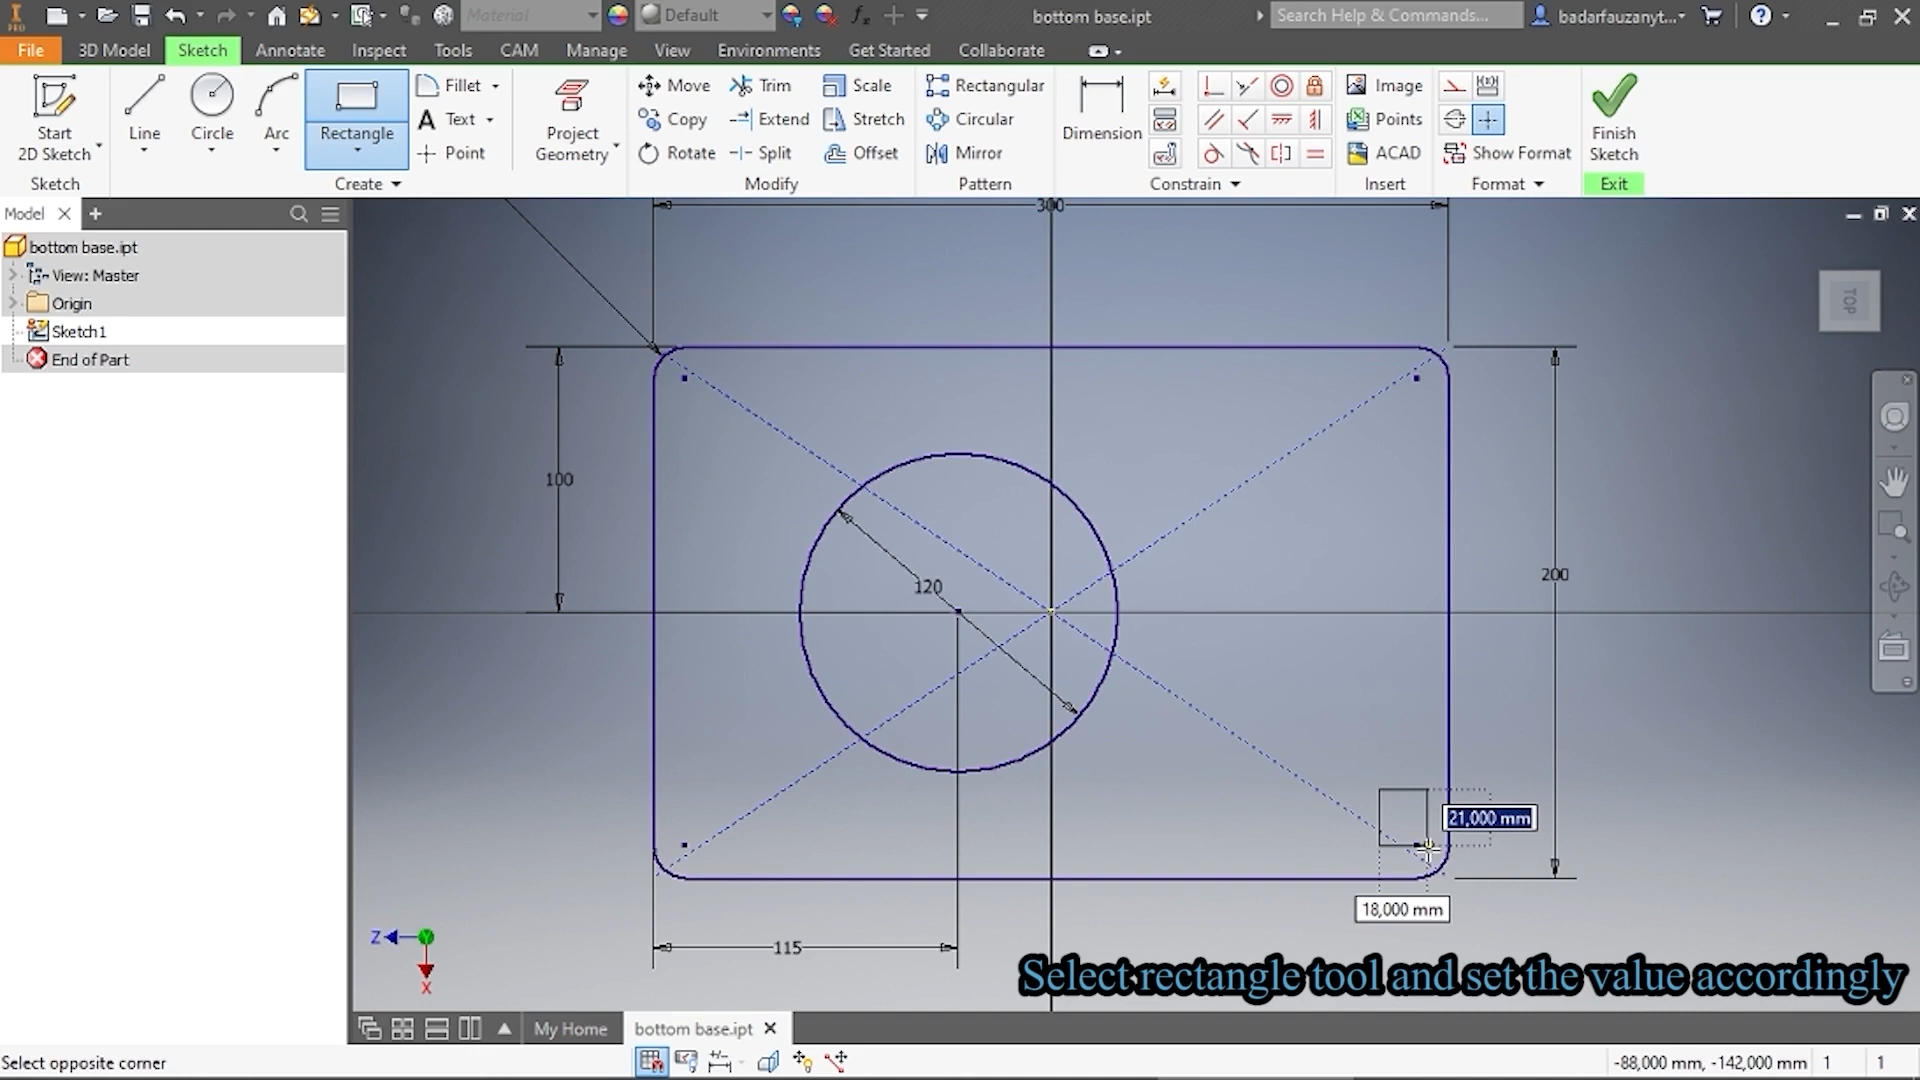 PRO
Material
Default
bottom base.ipt
Search Help & Commands...
badarfauzanyt...
File
3D Model
Sketch
Annotate
Inspect
Tools
CAM
Manage
View
Environments
Get Started
Collaborate
Start
2D Sketch
Line
Circle
Arc
Rectangle
Fillet
Text
Point
Project
Geometry
Move
Copy
Rotate
Trim
Extend
Split
Scale
Stretch
Offset
Rectangular
Circular
Mirror
Dimension
Image
Points
ACAD
Show Format
Finish
Sketch
Sketch
Create
Modify
Pattern
Constrain
Insert
Format
Exit
Model
bottom base.ipt
View: Master
Origin
Sketch1
End of Part
300
TOP
100
120
200
21,000 mm
18,000 mm
115
Z
Y
X
Select rectangle tool and set the value accordingly
My Home
bottom base.ipt
Select opposite corner
-88,000 mm, -142,000 mm
1
1